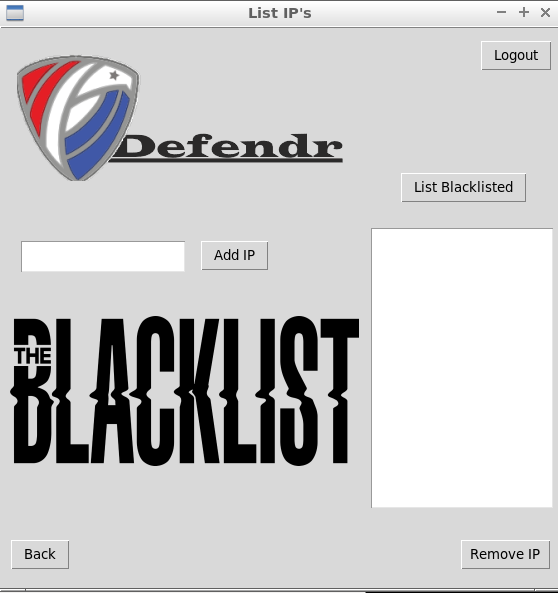 List IP's
Logout
Defendr
List Blacklisted
Add IP
THE
BLACKLIST
Back
Remove IP